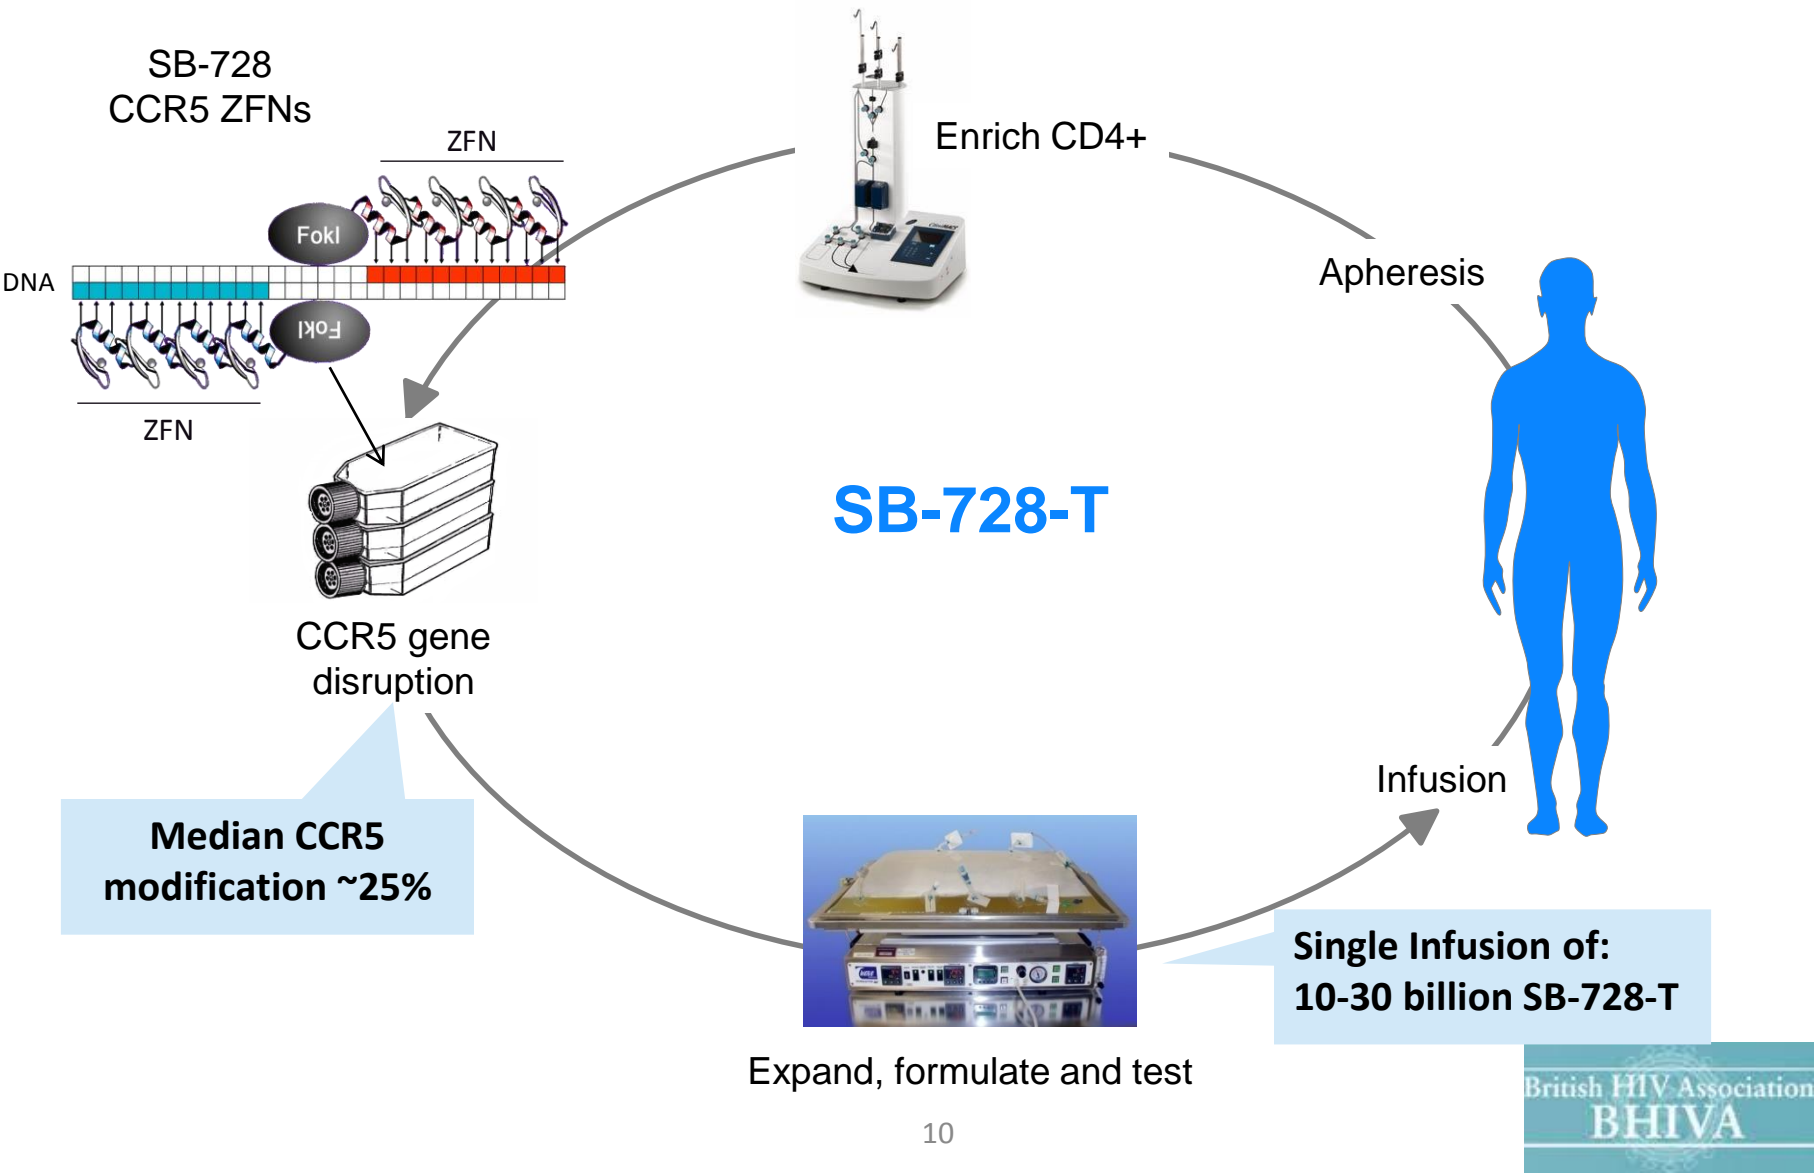 SB-728
CCR5 ZFNs
ZFN
FokI
DNA
FokI
ZFN
Enrich CD4+
Apheresis
SB-728-T
CCR5 gene
disruption
Median CCR5
modification ~25%
Infusion
Single Infusion of:
10-30 billion SB-728-T
Expand, formulate and test
10
British HIV Association
BHIVA